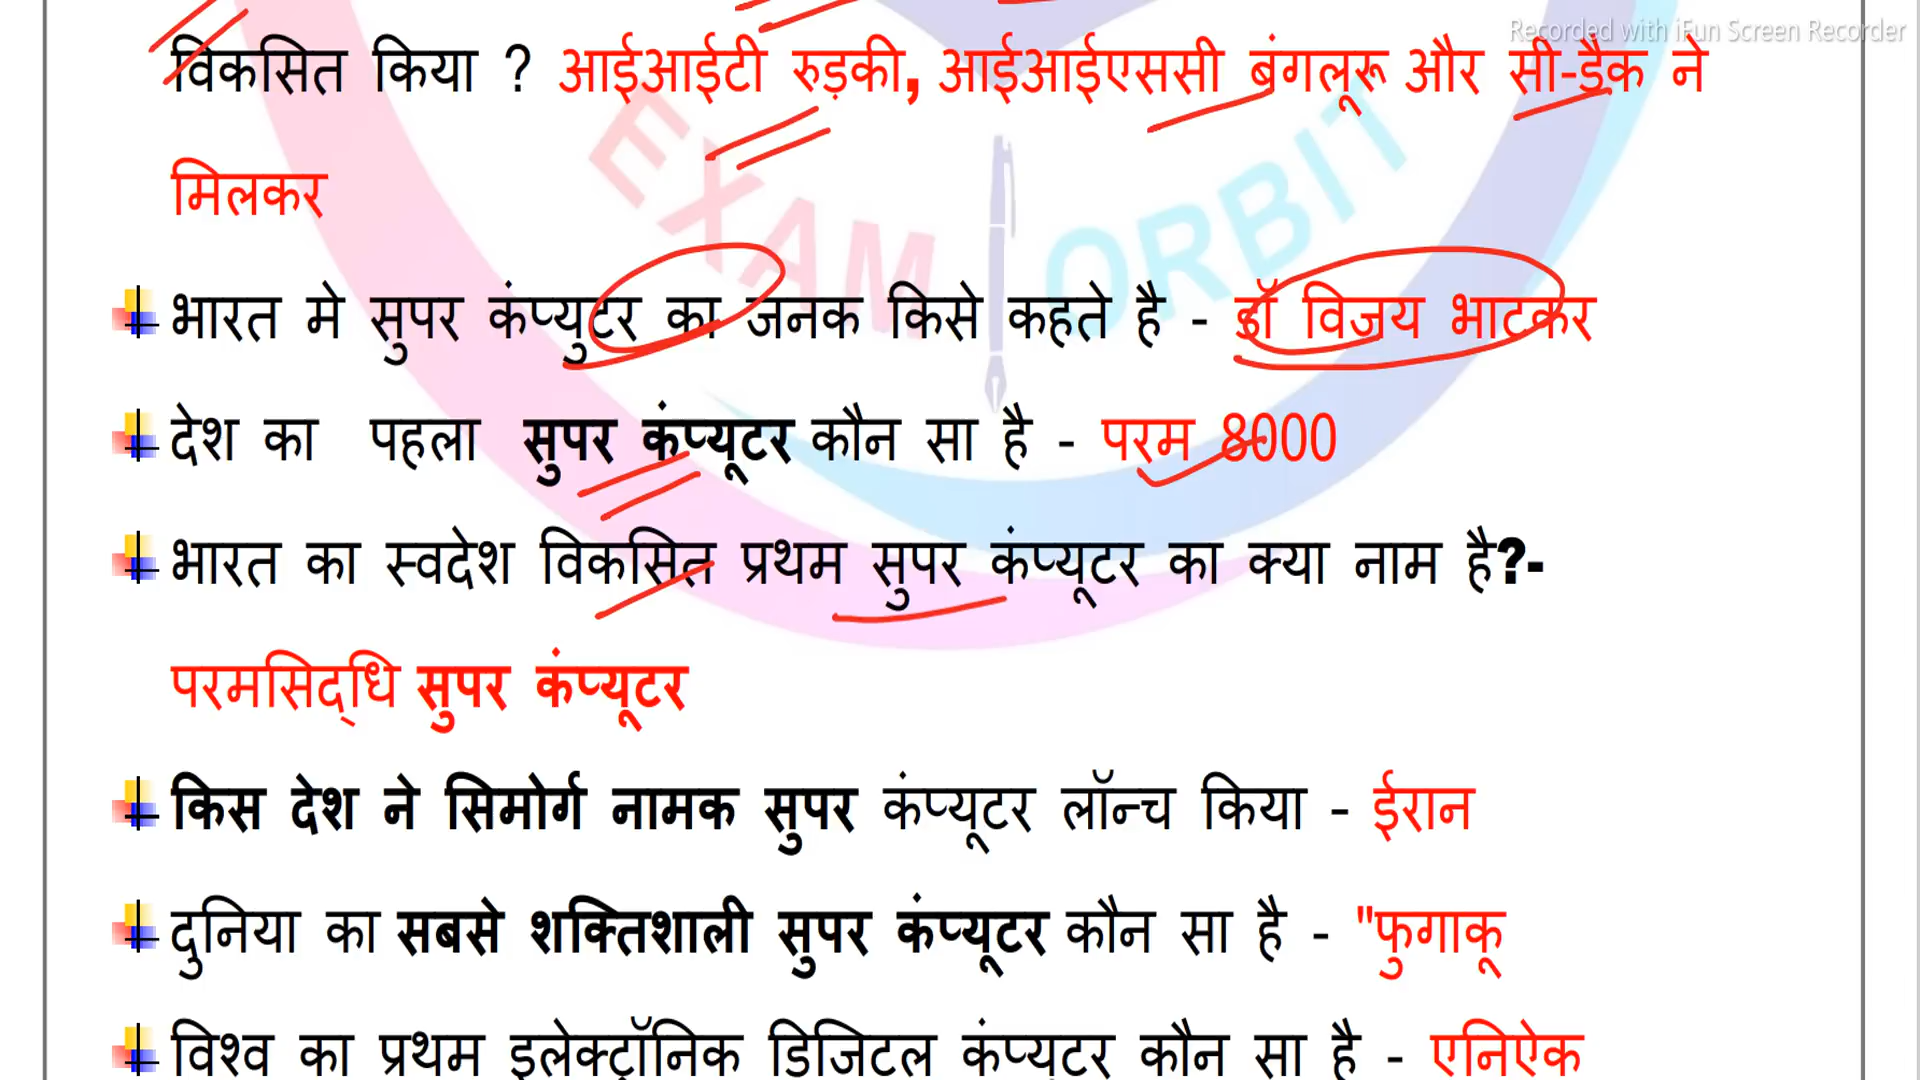 Recorded with iFun Screen Recorder
विकसित किया ? आईआईटी रुड़की, आईआईएससी बंगलूरू और सी-डैक ने
मिलकर
EXAM ORBIT
भारत मे सुपर कंप्युटर का जनक किसे कहते है - डॉ विजय भाटकर
देश का पहला सुपर कंप्यूटर कौन सा है - परम 8000
भारत का स्वदेश विकसित प्रथम सुपर कंप्यूटर का क्या नाम है?-
परमसिद्धि सुपर कंप्यूटर
किस देश ने सिमोर्ग नामक सुपर कंप्यूटर लॉन्च किया - ईरान
दुनिया का सबसे शक्तिशाली सुपर कंप्यूटर कौन सा है - "फुगाकू
विश्व का प्रथम इलेक्ट्रॉनिक डिजिटल कंप्यूटर कौन सा है - एनिऐक